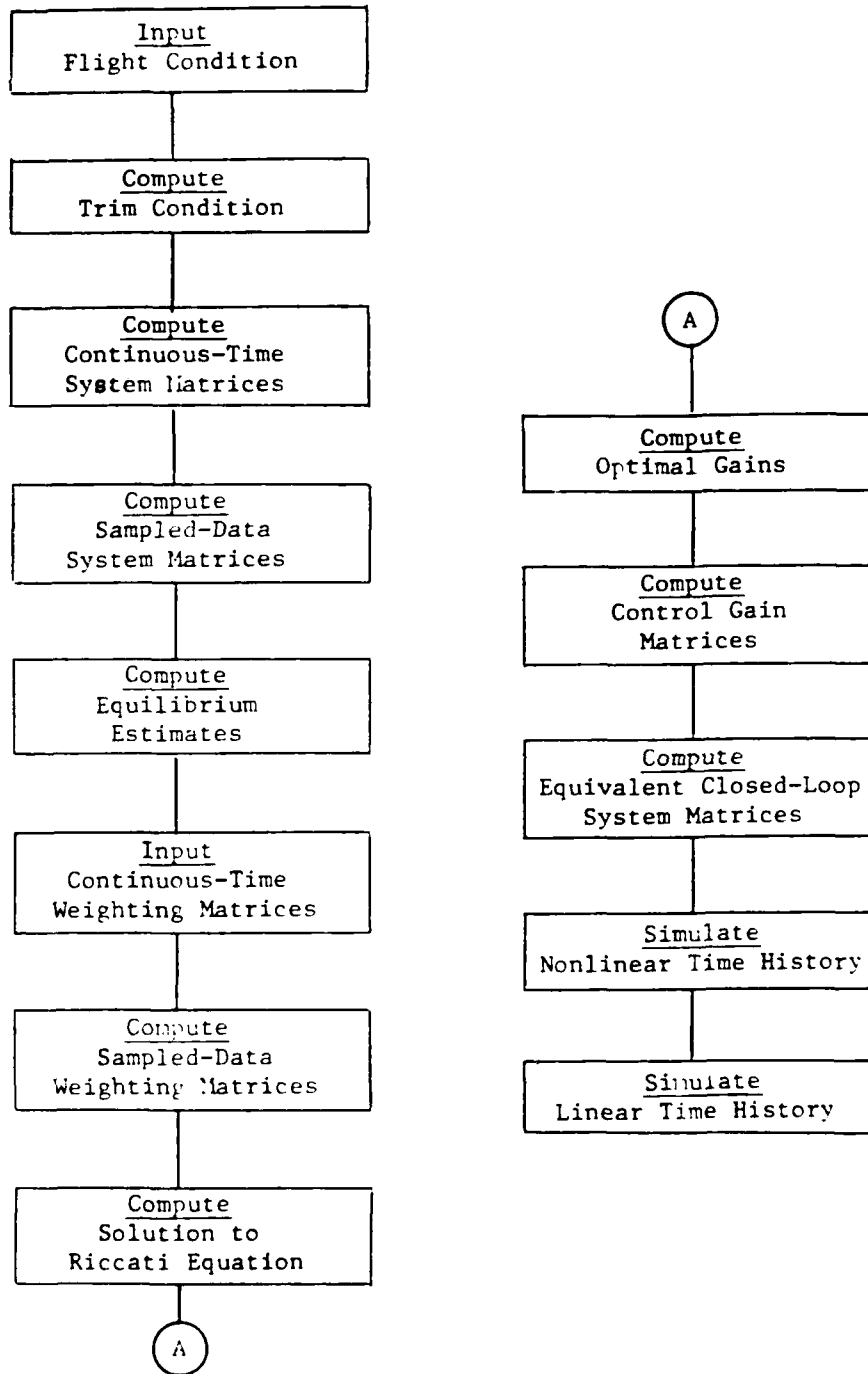 Input
Flight Condition
Compute
Trim Condition
Compute
Continuous-Time
System Matrices
Compute
Sampled-Data
System Matrices
Compute
Equilibrium
Estimates
Input
Continuous-Time
Weighting Matrices
Compute
Sampled-Data
Weighting Matrices
Compute
Solution to
Riccati Equation
A
A
Compute
Optimal Gains
Compute
Control Gain
Matrices
Compute
Equivalent Closed-Loop
System Matrices
Simulate
Nonlinear Time History
Simulate
Linear Time History